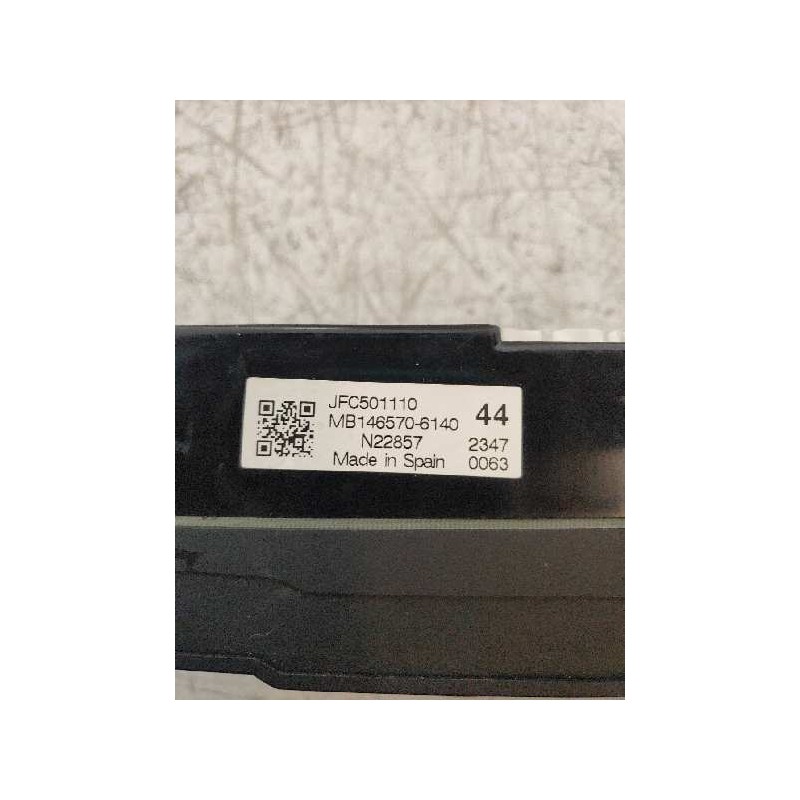 JFC501110
MB146570-6140 44
N22857 2347
Made in Spain 0063